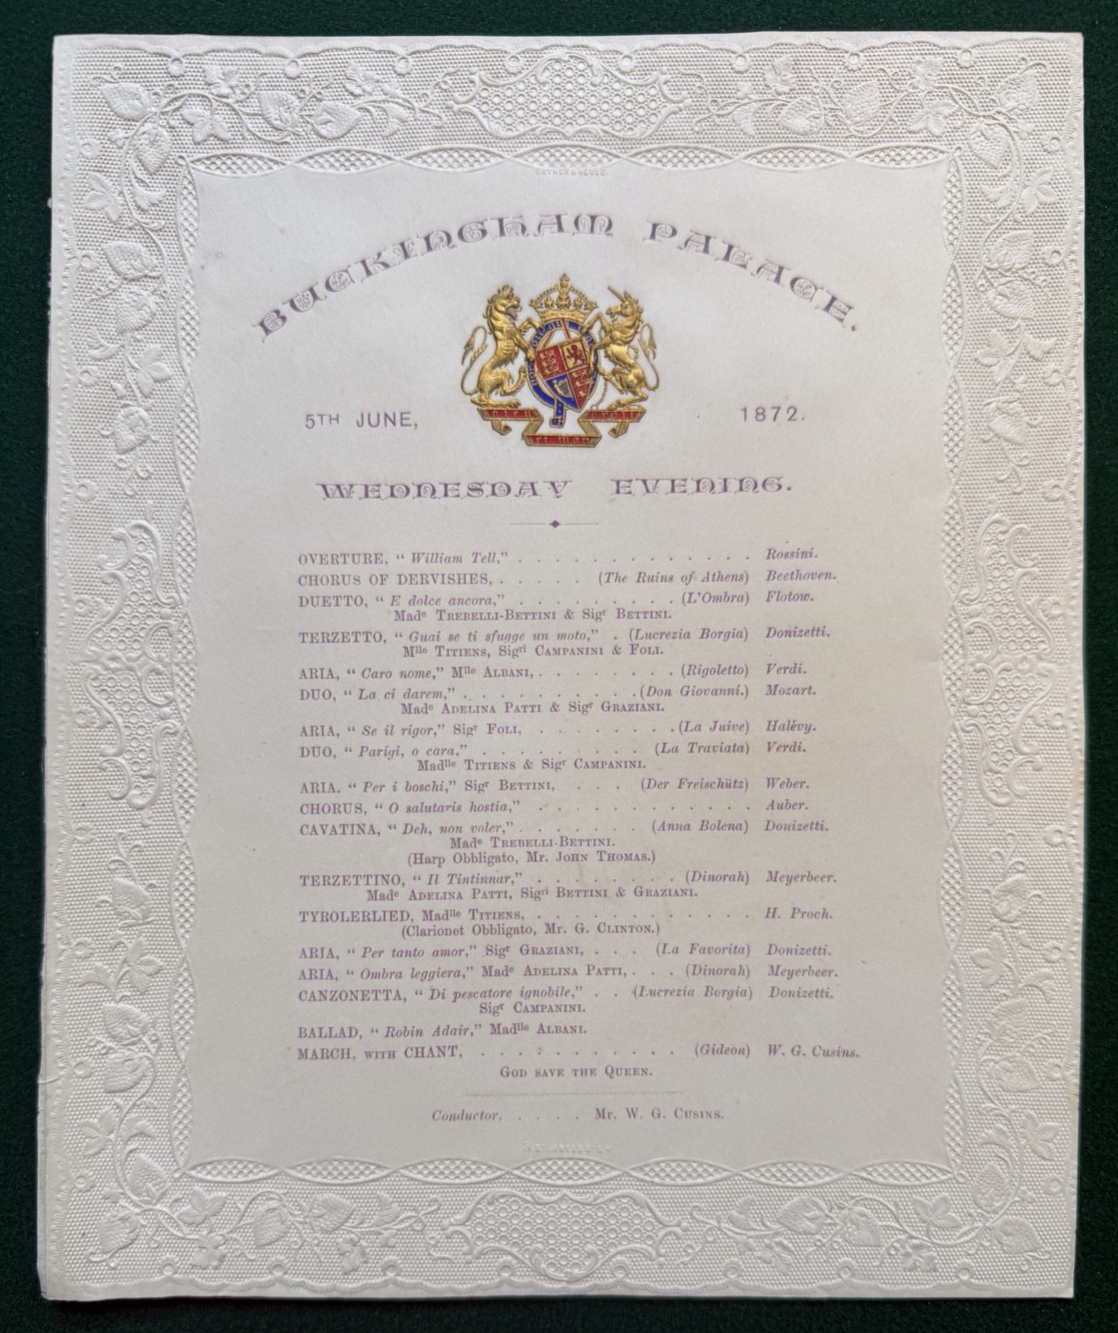 BUCKINGHAM PALACE.
5TH JUNE, 1872.
WEDNESDAY EVENING.
OVERTURE, “ William Tell,” . . . . . . . . . . . . . . Rossini.
CHORUS OF DERVISHES, . . . . . (The Ruins of Athens) Beethoven.
DUETTO, “ E dolce ancora,” . . . . . . . . . (L'Ombra) Flotow.
Made TREBELLI-BETTINI & Sigr BETTINI.
TERZETTO, “ Guai se ti sfugge un moto,” . (Lucrezia Borgia) Donizetti.
Mlle TITIENS, Sigri CAMPANINI & FOLI.
ARIA, “ Caro nome,” Mlle ALBANI, . . . . . . . . (Rigoletto) Verdi.
DUO, “ La ci darem,” . . . . . . . . . . . (Don Giovanni.) Mozart.
Made ADELINA PATTI & Sigr GRAZIANI.
ARIA, “ Se il rigor,” Sigr FOLI, . . . . . . . . (La Juive) Halévy.
DUO, “ Parigi, o cara,” . . . . . . . . . . (La Traviata) Verdi.
Madlle TITIENS & Sigr CAMPANINI.
ARIA. “ Per i boschi,” Sigr BETTINI, . . . (Der Freischütz) Weber.
CHORUS, “ O salutaris hostia,” . . . . . . . . . . . . Auber.
CAVATINA, “ Deh, non voler,” . . . . . . . (Anna Bolena) Donizetti.
Made TREBELLI-BETTINI.
(Harp Obbligato, Mr. JOHN THOMAS.)
TERZETTINO, “ Il Tintinnar,” . . . . . . . . (Dinorah) Meyerbeer.
Made ADELINA PATTI, Sigri BETTINI & GRAZIANI.
TYROLERLIED, Madlle TITIENS, . . . . . . . . . . . . H. Proch.
(Clarionet Obbligato, Mr. G. CLINTON.)
ARIA, “ Per tanto amor,” Sigr GRAZIANI, . . . (La Favorita) Donizetti.
ARIA, “ Ombra leggiera,” Made ADELINA PATTI, . . . (Dinorah) Meyerbeer.
CANZONETTA, “ Di pescatore ignobile,” . . (Lucrezia Borgia) Donizetti.
Sigr CAMPANINI.
BALLAD, “ Robin Adair,” Madlle ALBANI.
MARCH, WITH CHANT, . . . . . . . . . . . (Gideon) W. G. Cusins.
GOD SAVE THE QUEEN.
Conductor. . . . . Mr. W. G. CUSINS.